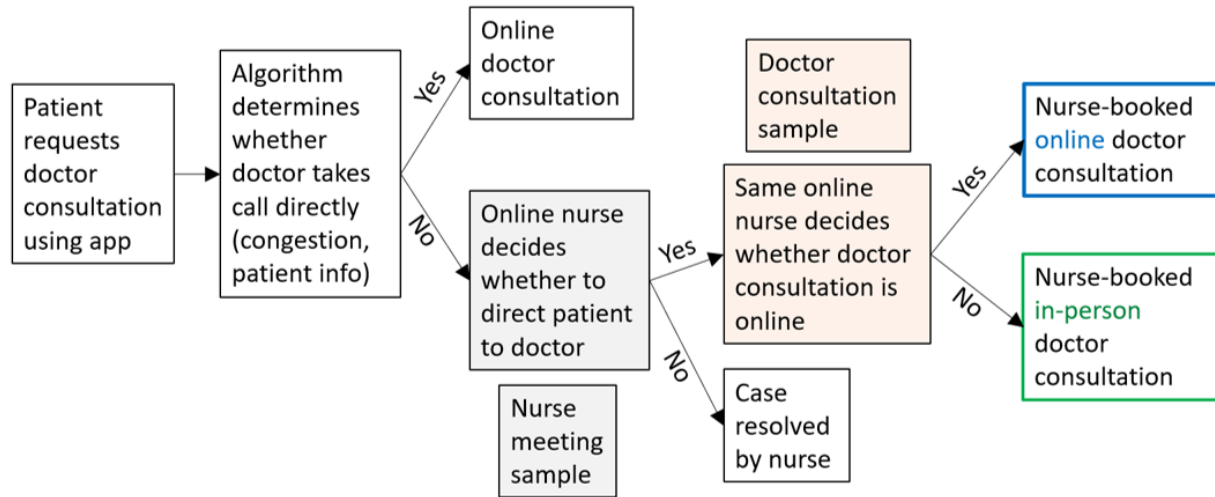 Patient
requests
doctor
consultation
using app
Algorithm
determines
whether
doctor takes
call directly
(congestion,
patient info)
Yes
No
Online
doctor
consultation
Online nurse
decides
whether to
direct patient
to doctor
Nurse
meeting
sample
Yes
No
Doctor
consultation
sample
Same online
nurse decides
whether doctor
consultation is
online
Case
resolved
by nurse
Yes
No
Nurse-booked
online doctor
consultation
Nurse-booked
in-person
doctor
consultation